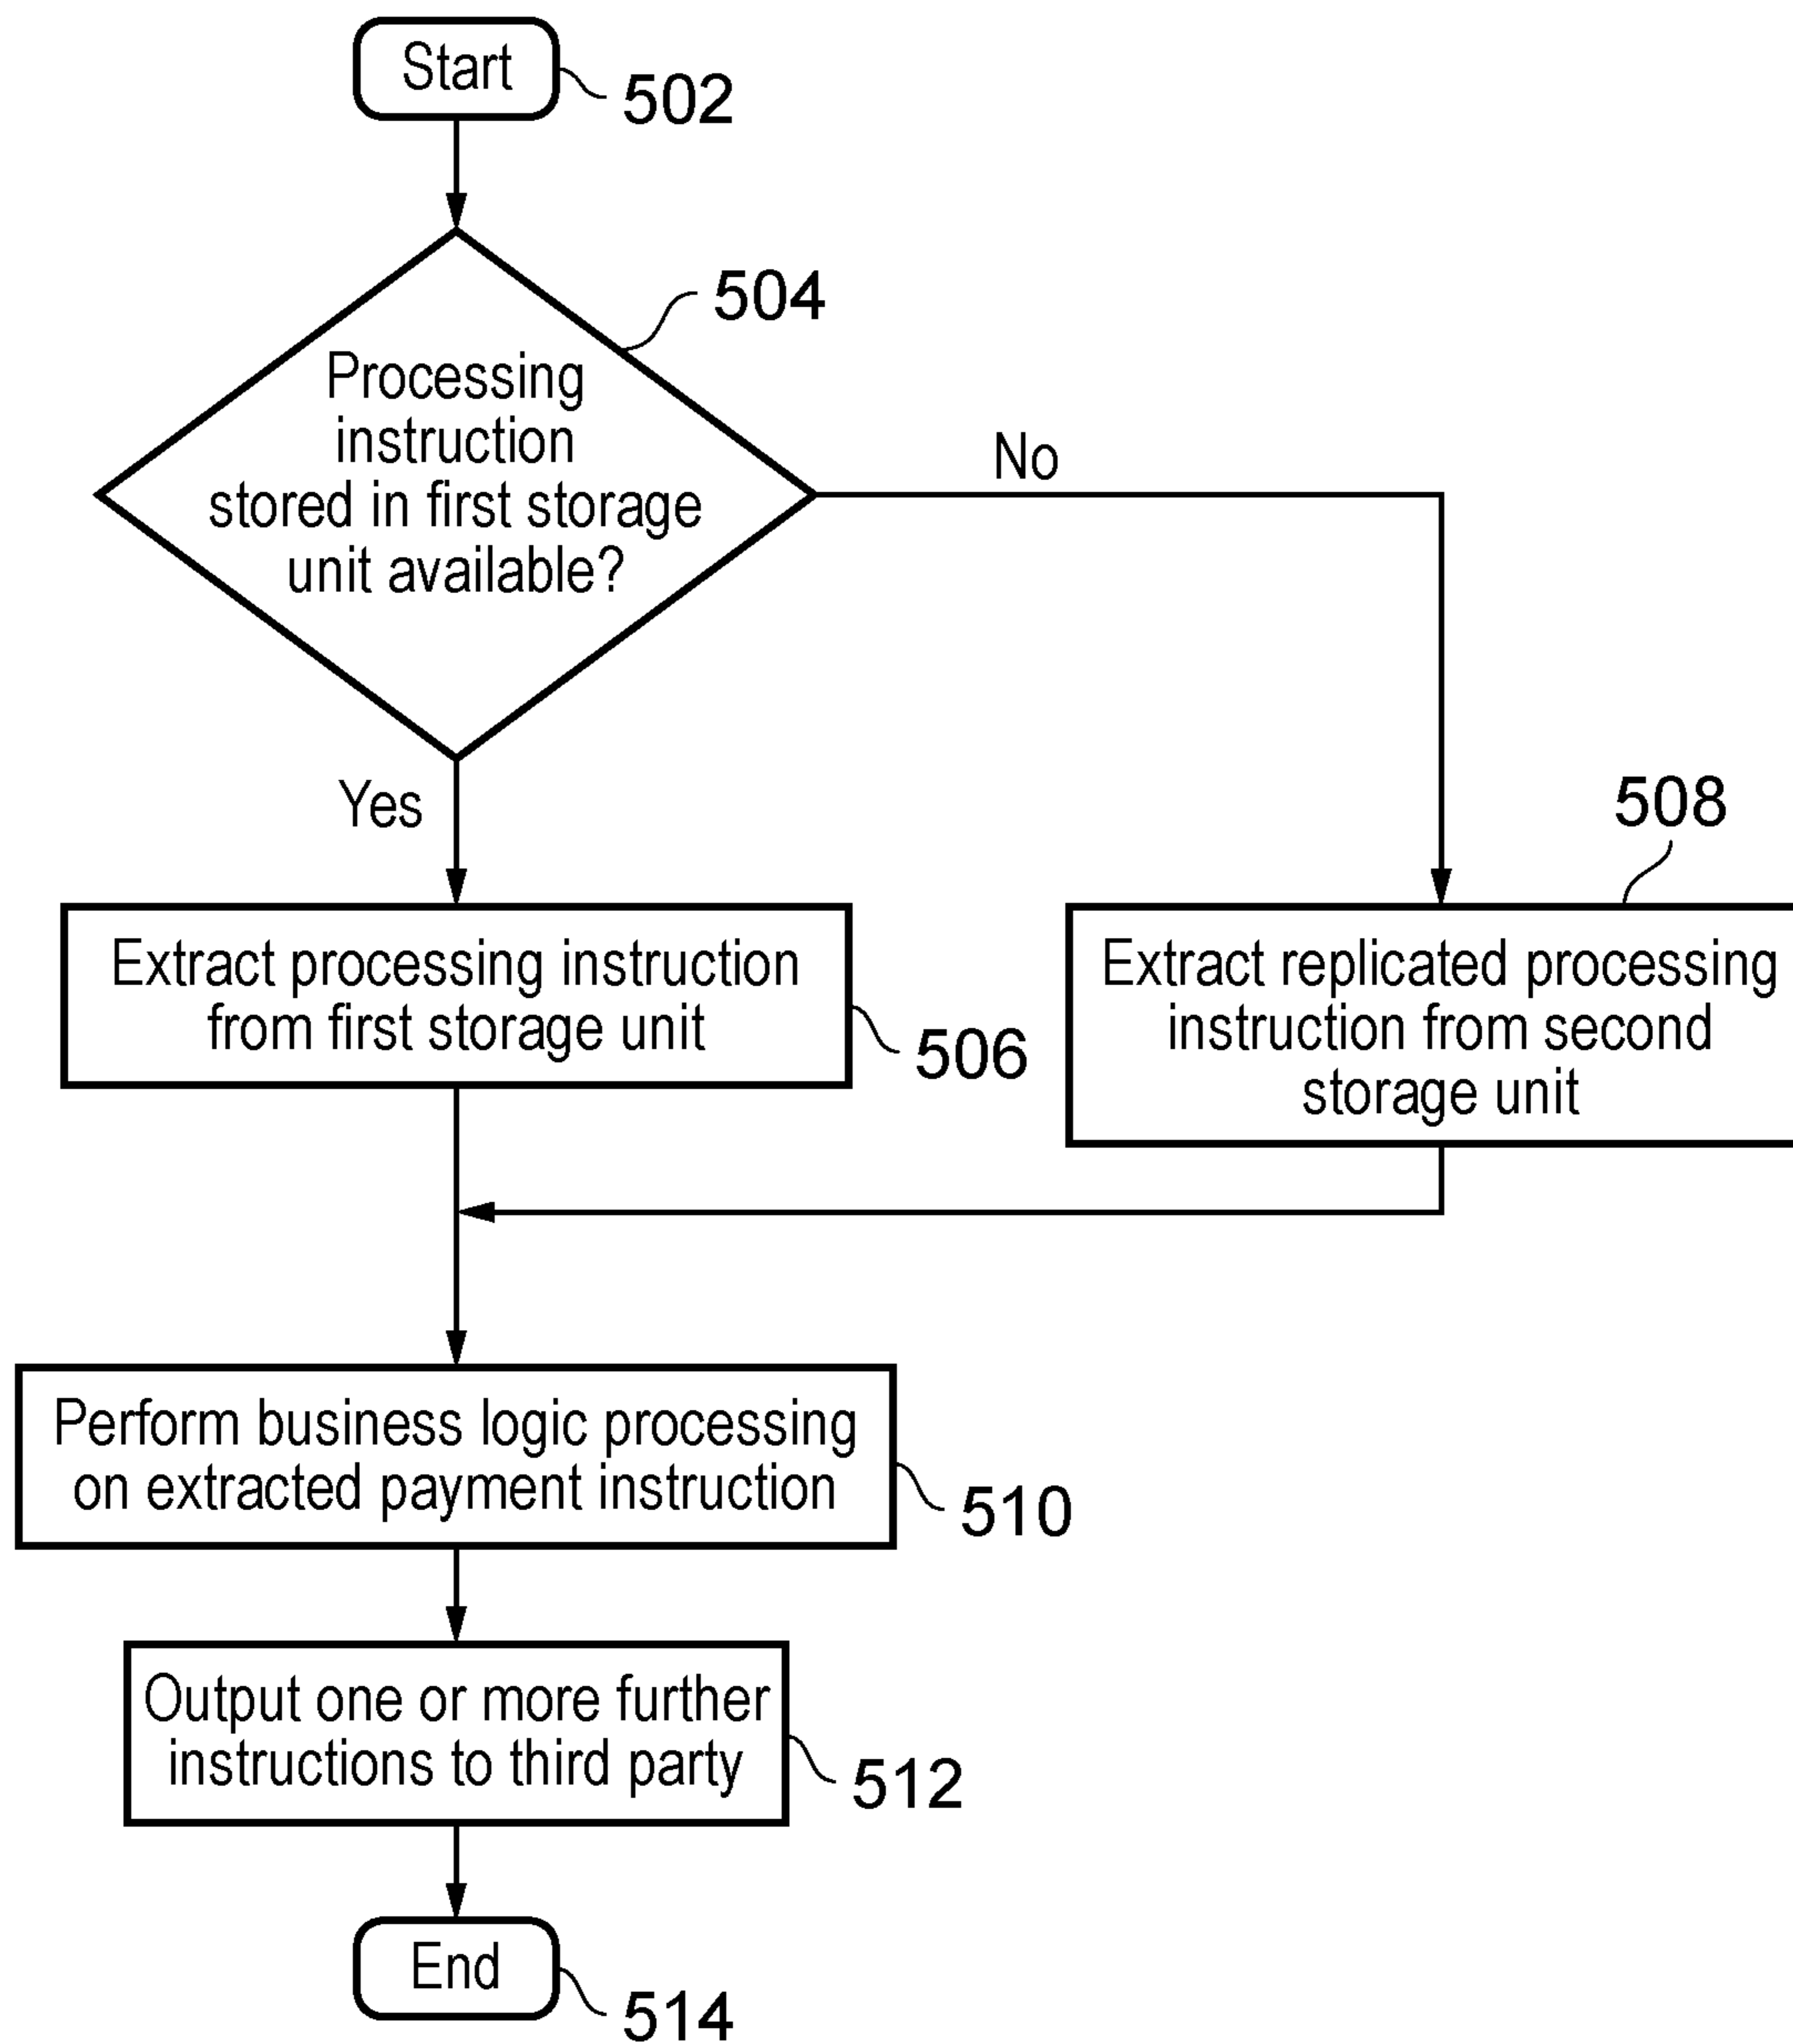 Start
502
504
Processing
instruction
stored in first storage
unit available?
No
Yes
508
Extract processing instruction
from first storage unit
506
Extract replicated processing
instruction from second
storage unit
Perform business logic processing
on extracted payment instruction
510
Output one or more further
instructions to third party
512
End
514